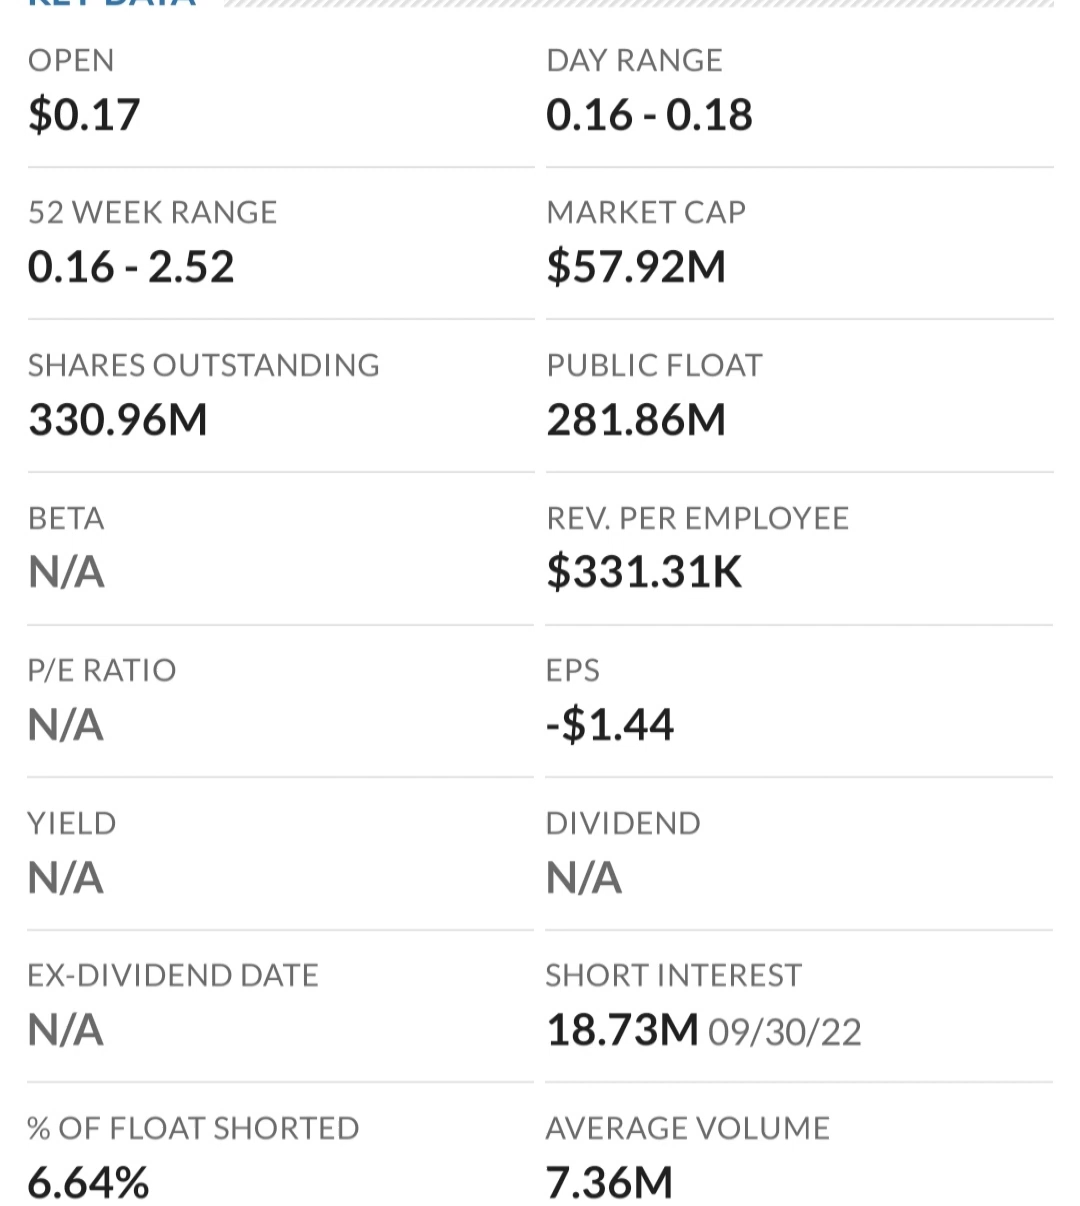 KEY DATA
OPEN
$0.17
DAY RANGE
0.16 - 0.18
52 WEEK RANGE
0.16 - 2.52
MARKET CAP
$57.92M
SHARES OUTSTANDING
330.96M
PUBLIC FLOAT
281.86M
BETA
N/A
REV. PER EMPLOYEE
$331.31K
P/E RATIO
N/A
EPS
-$1.44
YIELD
N/A
DIVIDEND
N/A
EX-DIVIDEND DATE
N/A
SHORT INTEREST
18.73M 09/30/22
% OF FLOAT SHORTED
6.64%
AVERAGE VOLUME
7.36M